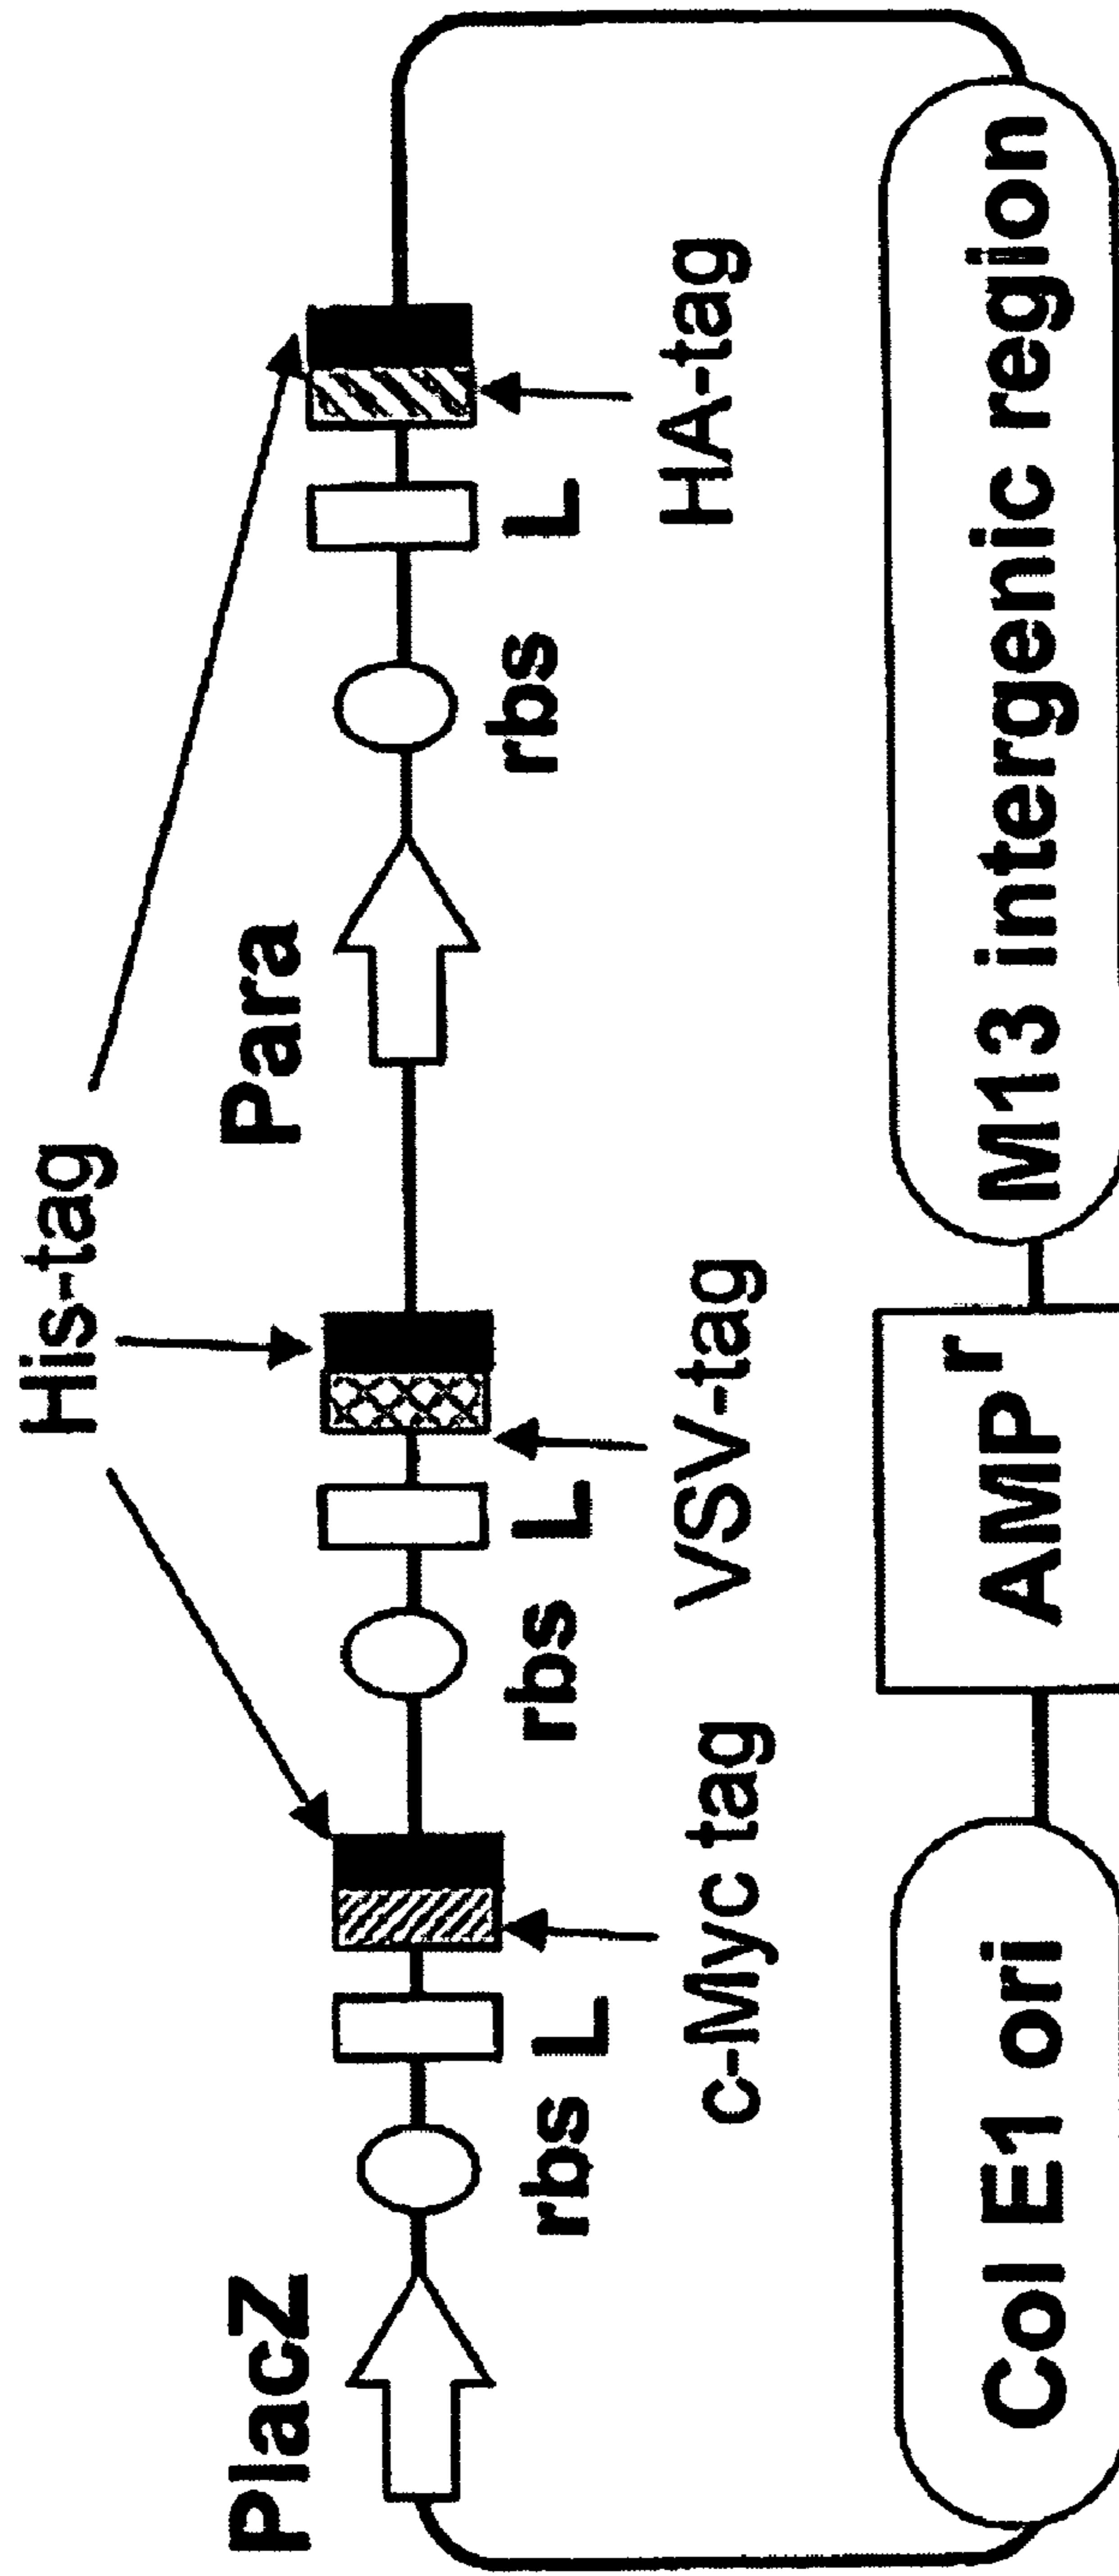 His-tag
PlacZ
Para
rbs
L
rbs
L
rbs
L
c-Myc tag
VSV-tag
HA-tag
Col E1 ori
AMPr
M13 intergenic region